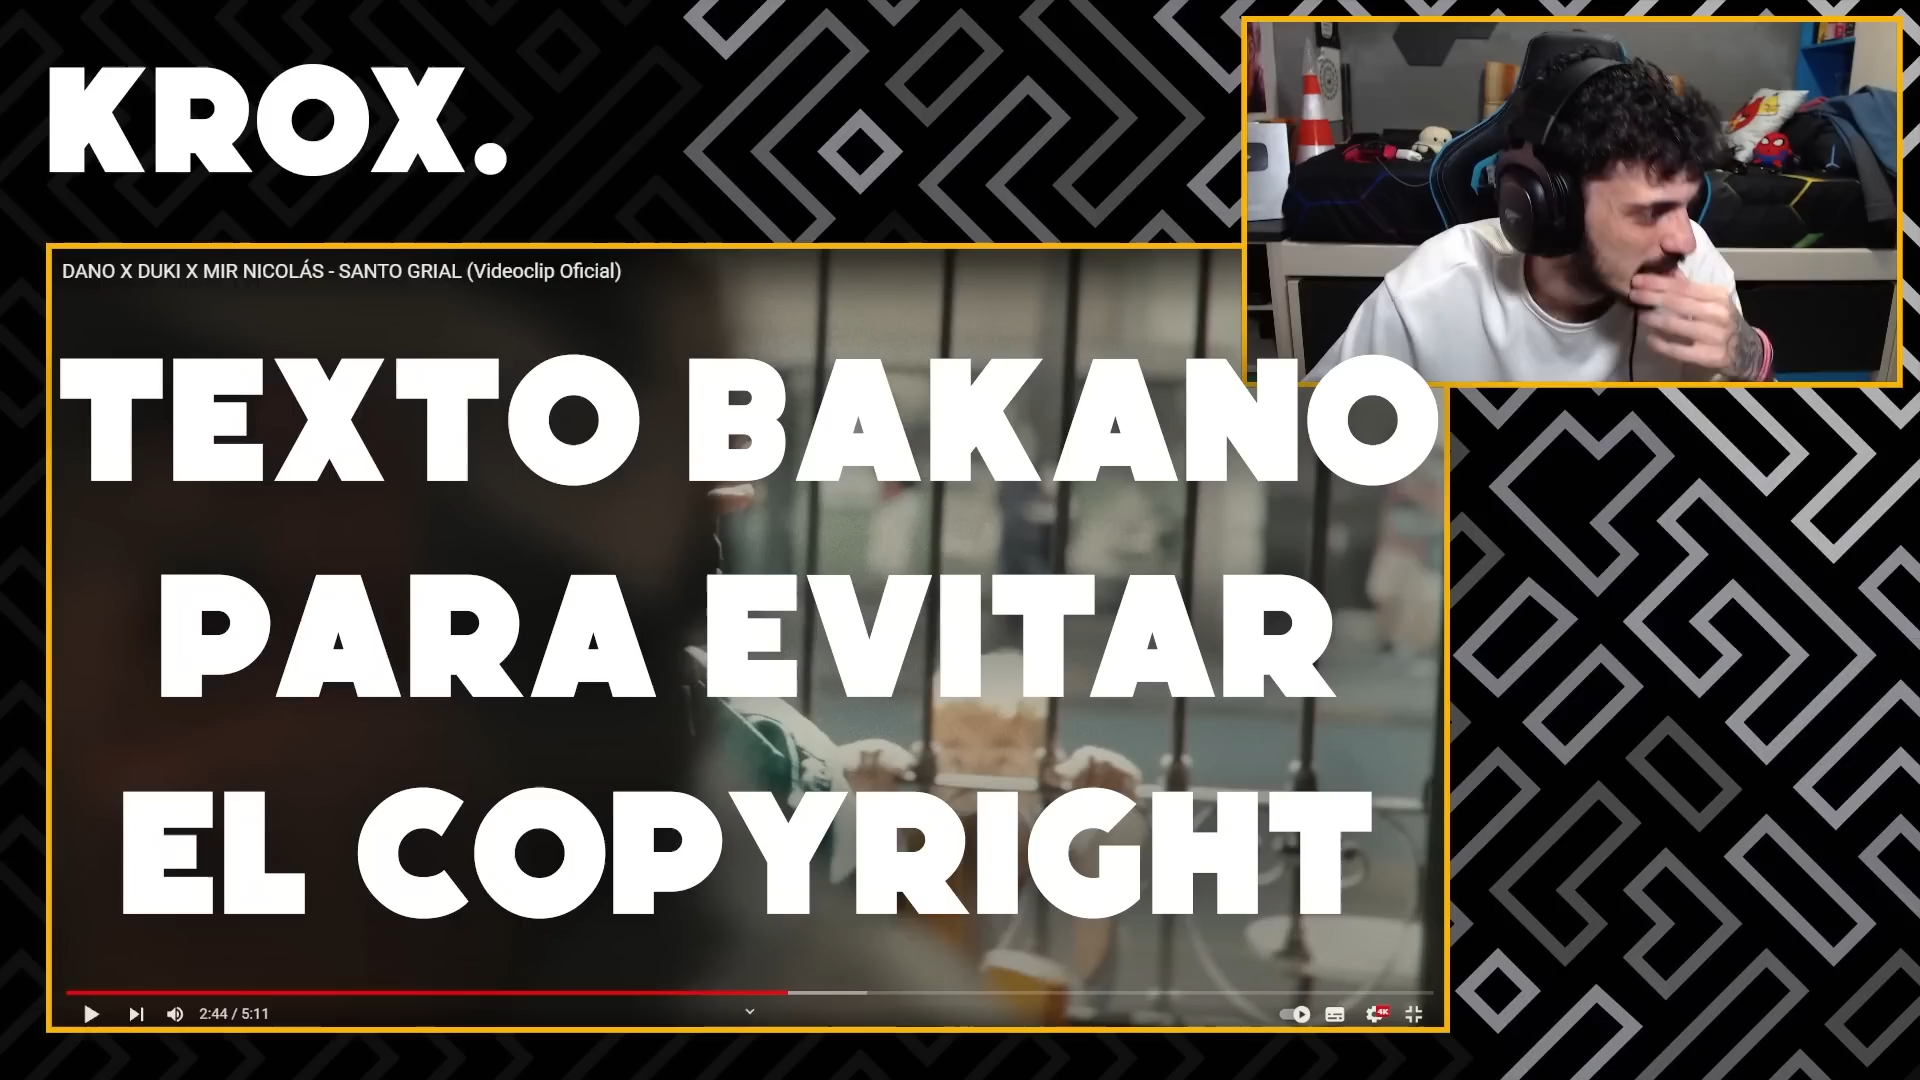 KROX.
DANO X DUKI X MIR NICOLÁS - SANTO GRIAL (Videoclip Oficial)
TEXTO BAKANO
PARA EVITAR
EL COPYRIGHT
2:44 / 5:11
4K